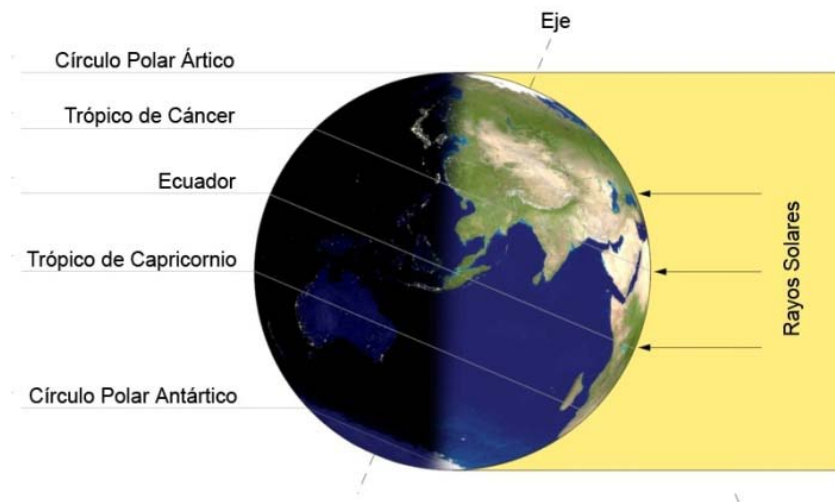 Eje
Círculo Polar Ártico
Trópico de Cáncer
Ecuador
Trópico de Capricornio
Círculo Polar Antártico
Rayos Solares